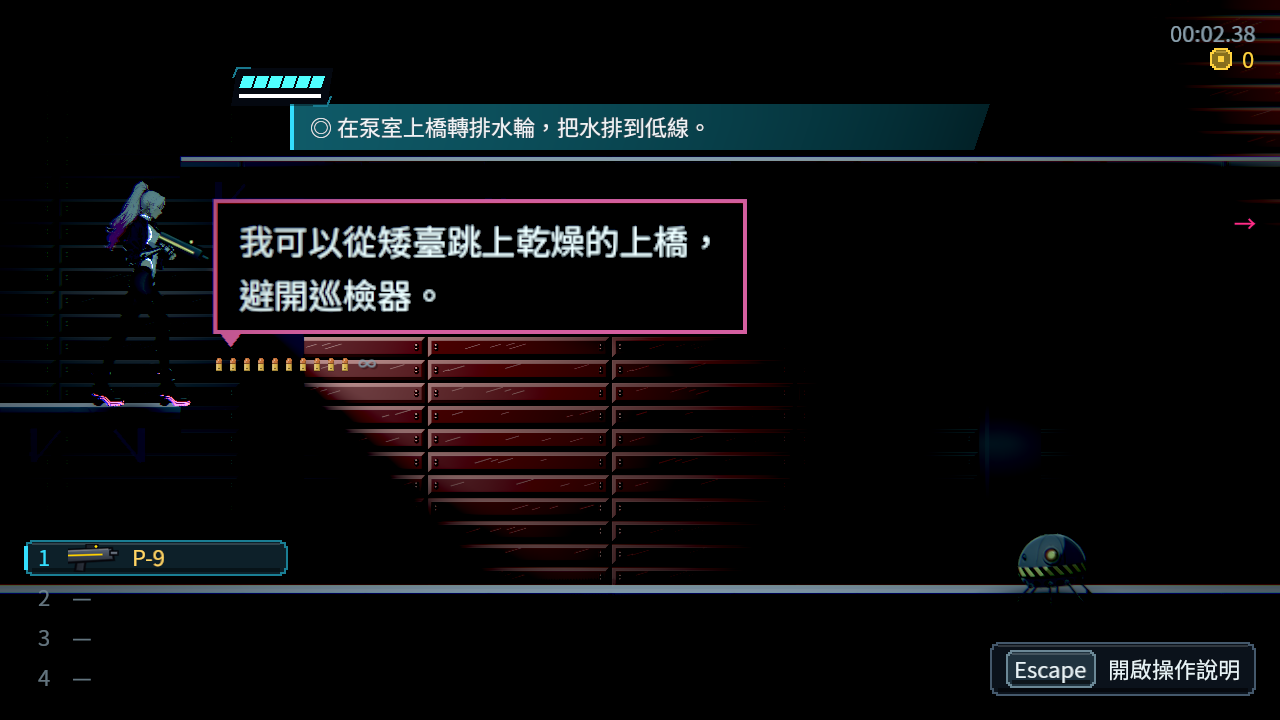 00:02.38
0
◎ 在泵室上橋轉排水輪，把水排到低線。
→
我可以從矮臺跳上乾燥的上橋，
避開巡檢器。
∞
1 P-9
2 —
3 —
4 —
Escape 開啟操作說明